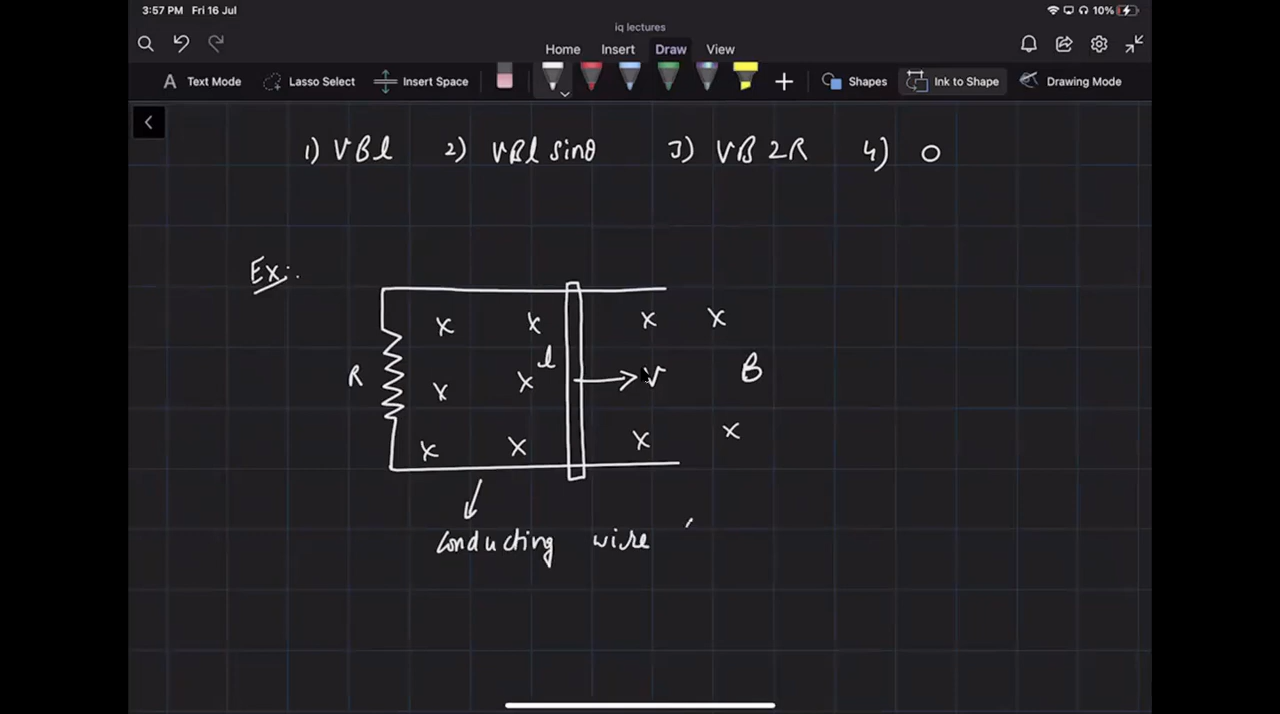 3:57 PM Fri 16 Jul 10%
iq lectures
Home Insert Draw View
Text Mode Lasso Select Insert Space Shapes Ink to Shape Drawing Mode
1) VBl 2) VBl sinθ 3) VB 2R 4) 0
Ex:-
x x x x
l
R x x V B
x x x x
conducting wire